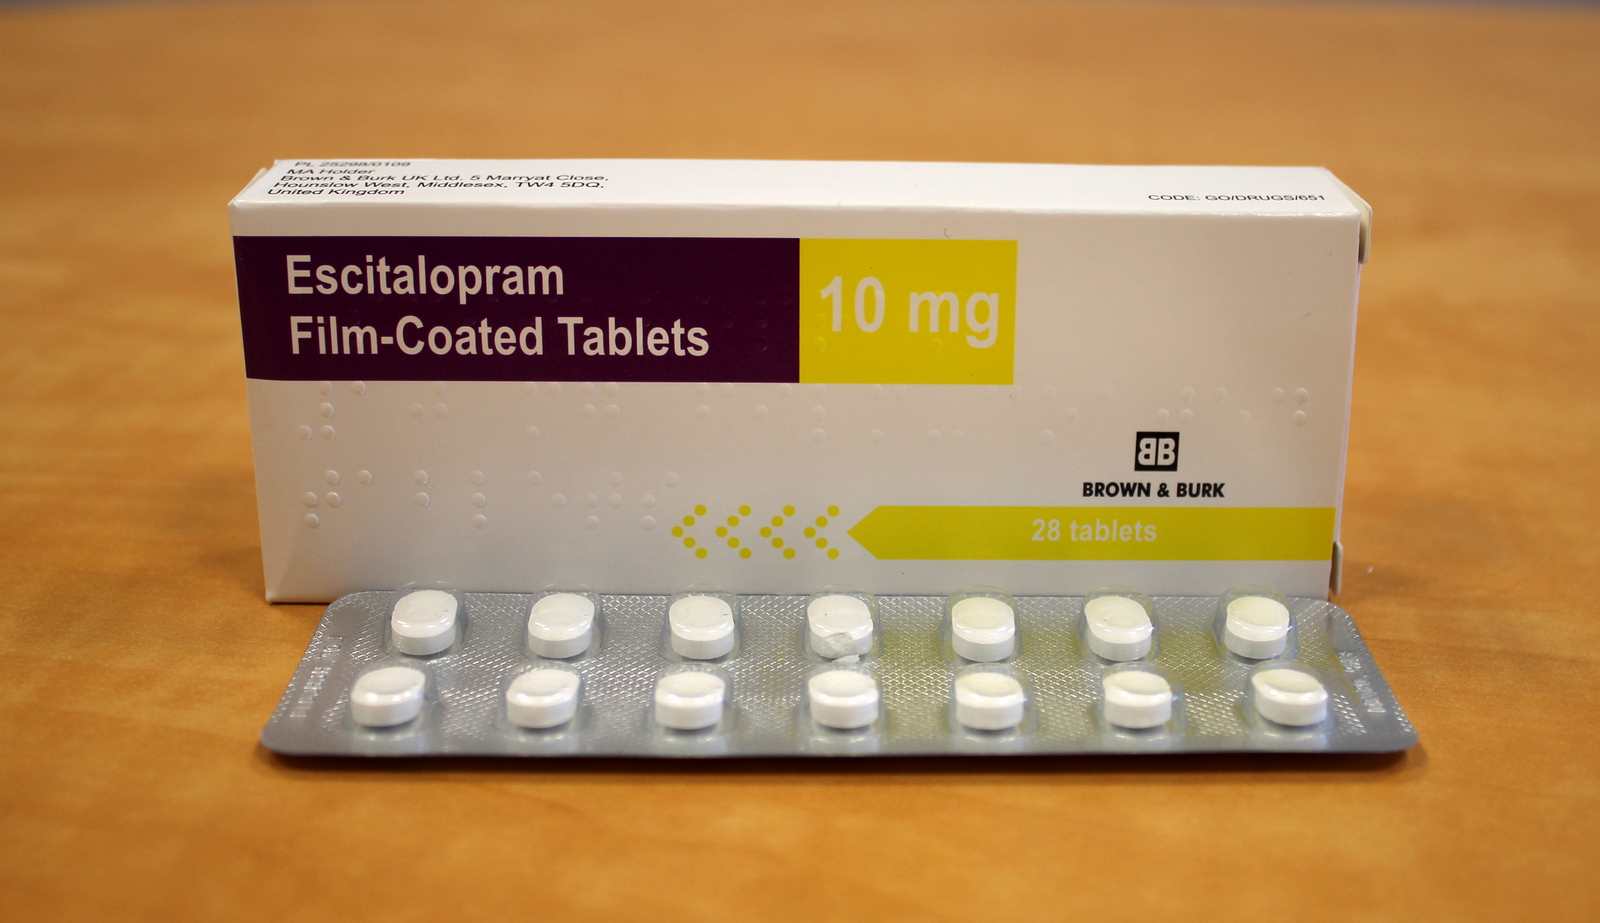 PL 25298/0109
MA Holder
Brown & Burk UK Ltd. 5 Marryat Close,
Hounslow West, Middlesex, TW4 5DQ,
United Kingdom
CODE: GO/DRUGS/651
Escitalopram
Film-Coated Tablets
10 mg
BB
BROWN & BURK
28 tablets